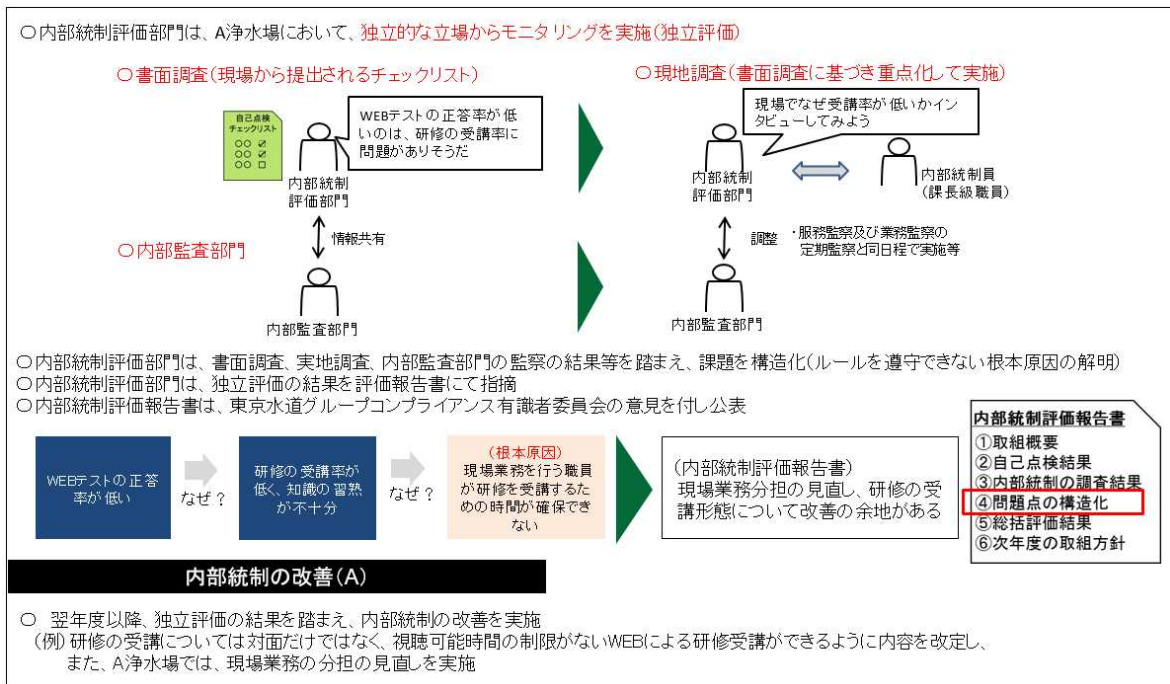 ○内部統制評価部門は、A浄水場において、独立的な立場からモニタリングを実施(独立評価)
○書面調査(現場から提出されるチェックリスト)
自己点検
チェックリスト
○○ ☑
○○ ☑
○○ □
WEBテストの正答率が低
いのは、研修の受講率に
問題がありそうだ
内部統制
評価部門
情報共有
○内部監査部門
内部監査部門
○現地調査(書面調査に基づき重点化して実施)
現場でなぜ受講率が低いかイン
タビューしてみよう
内部統制
評価部門
内部統制員
(課長級職員)
調整
・服務監察及び業務監察の
定期監察と同日程で実施等
内部監査部門
○内部統制評価部門は、書面調査、実地調査、内部監査部門の監察の結果等を踏まえ、課題を構造化(ルールを遵守できない根本原因の解明)
○内部統制評価部門は、独立評価の結果を評価報告書にて指摘
○内部統制評価報告書は、東京水道グループコンプライアンス有識者委員会の意見を付し公表
WEBテストの正答
率が低い
なぜ？
研修の受講率が
低く、知識の習熟
が不十分
なぜ？
(根本原因)
現場業務を行う職員
が研修を受講するた
めの時間が確保でき
ない
(内部統制評価報告書)
現場業務分担の見直し、研修の受
講形態について改善の余地がある
内部統制評価報告書
①取組概要
②自己点検結果
③内部統制の調査結果
④問題点の構造化
⑤総括評価結果
⑥次年度の取組方針
内部統制の改善(A)
○ 翌年度以降、独立評価の結果を踏まえ、内部統制の改善を実施
(例)研修の受講については対面だけではなく、視聴可能時間の制限がないWEBによる研修受講ができるように内容を改定し、
また、A浄水場では、現場業務の分担の見直しを実施